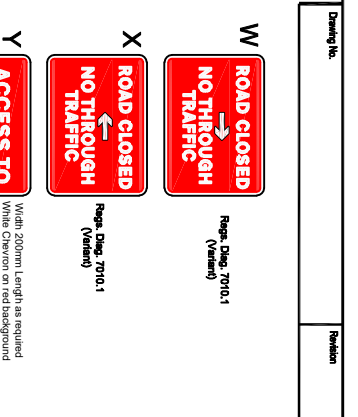 Drawing No.
Revision
W
ROAD CLOSED
NO THROUGH
TRAFFIC
Regs. Diag. 7010.1
(Variant)
X
ROAD CLOSED
NO THROUGH
TRAFFIC
Regs. Diag. 7010.1
(Variant)
Y
ACCESS TO
Width 200mm Length as required
White Chevron on red background